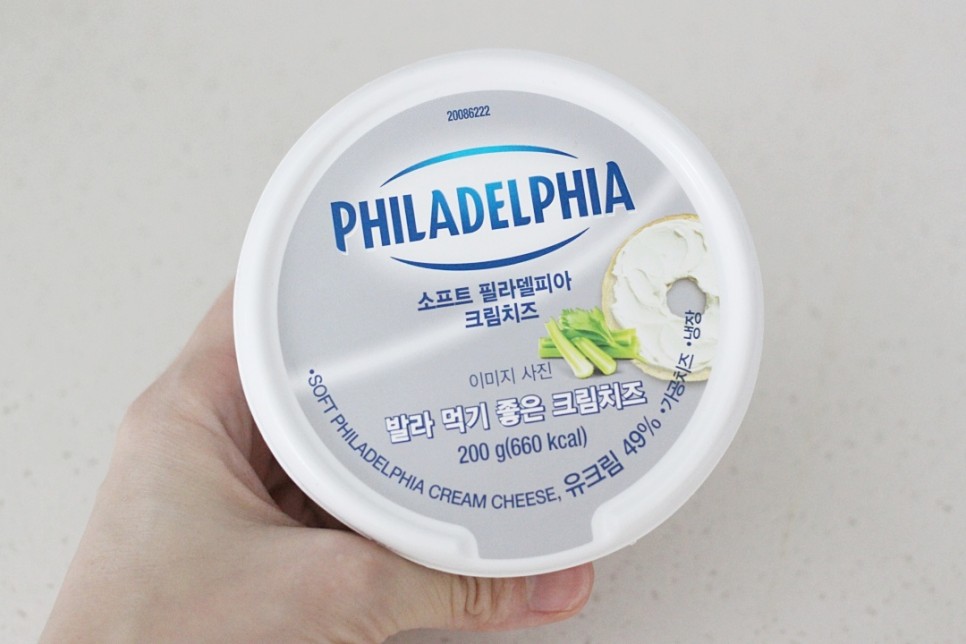 20086222
PHILADELPHIA
소프트 필라델피아
크림치즈
이미지 사진
발라 먹기 좋은 크림치즈
200 g(660 kcal)
•SOFT PHILADELPHIA CREAM CHEESE, 유크림 49% •가공치즈 •냉장